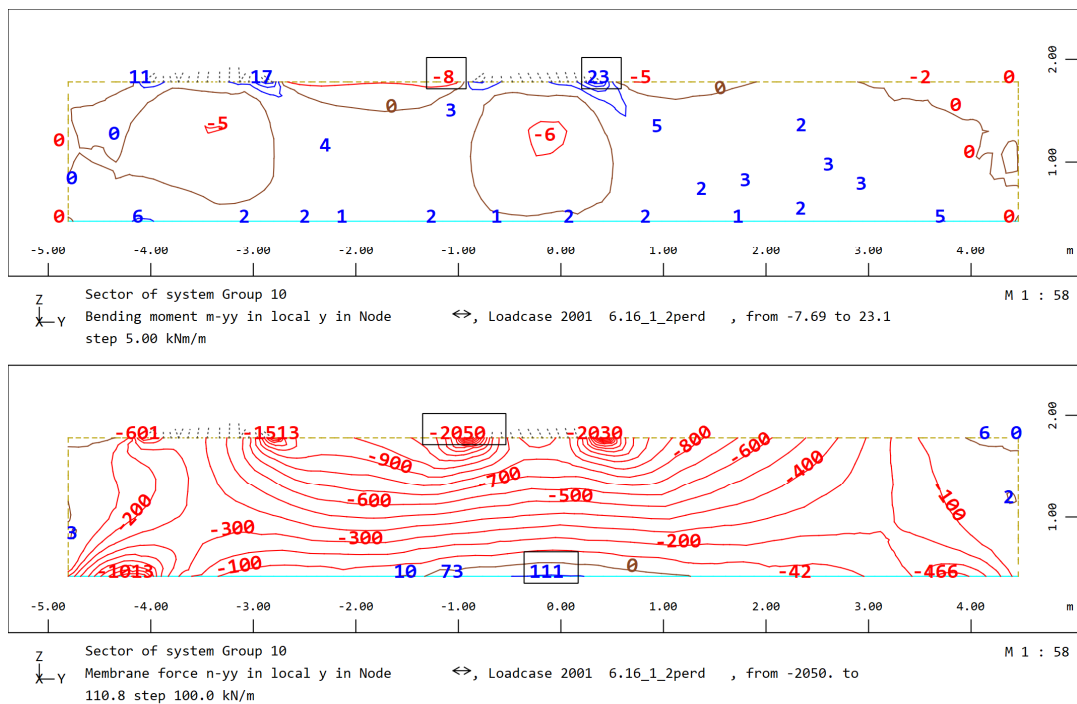 11 17 -8 23 -5 -2 0
2.00
0 0 0
-5 3
0 -6 5 2
0 4 0
1.00
0 2 3 3 3
0 6 2 2 1 2 1 0 2 1 2 5 0
-5.00 -4.00 -3.00 -2.00 -1.00 0.00 1.00 2.00 3.00 4.00 m
Sector of system Group 10 M 1 : 58
Z
X Y
Bending moment m-yy in local y in Node , Loadcase 2001 6.16_1_2perd , from -7.69 to 23.1
step 5.00 kNm/m
2.00
-601 -1513 -2050 -2030 -800 -600 6 0
-900 -700 -400
-200 -600 -500 -100 2
1.00
3 -300 -300 -200
-1013 -100 10 73 111 0 -42 -466
-5.00 -4.00 -3.00 -2.00 -1.00 0.00 1.00 2.00 3.00 4.00 m
Sector of system Group 10 M 1 : 58
Z
X Y
Membrane force n-yy in local y in Node , Loadcase 2001 6.16_1_2perd , from -2050. to
110.8 step 100.0 kN/m